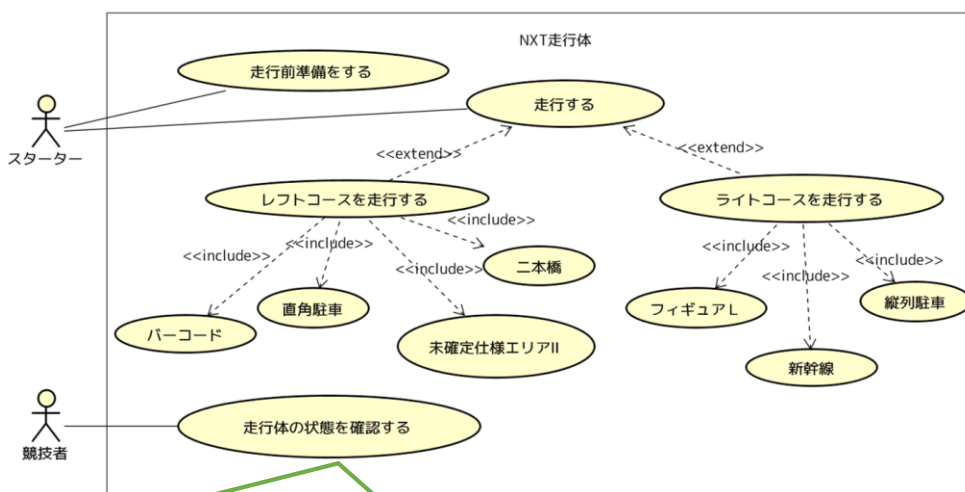 NXT走行体
走行前準備をする
走行する
スターター
<<extend>>
<<extend>>
レフトコースを走行する
ライトコースを走行する
<<include>>
<<include>>
<<include>>
<<include>>
<<include>>
<<include>>
<<include>>
二本橋
直角駐車
フィギュアL
縦列駐車
バーコード
未確定仕様エリアII
新幹線
走行体の状態を確認する
競技者